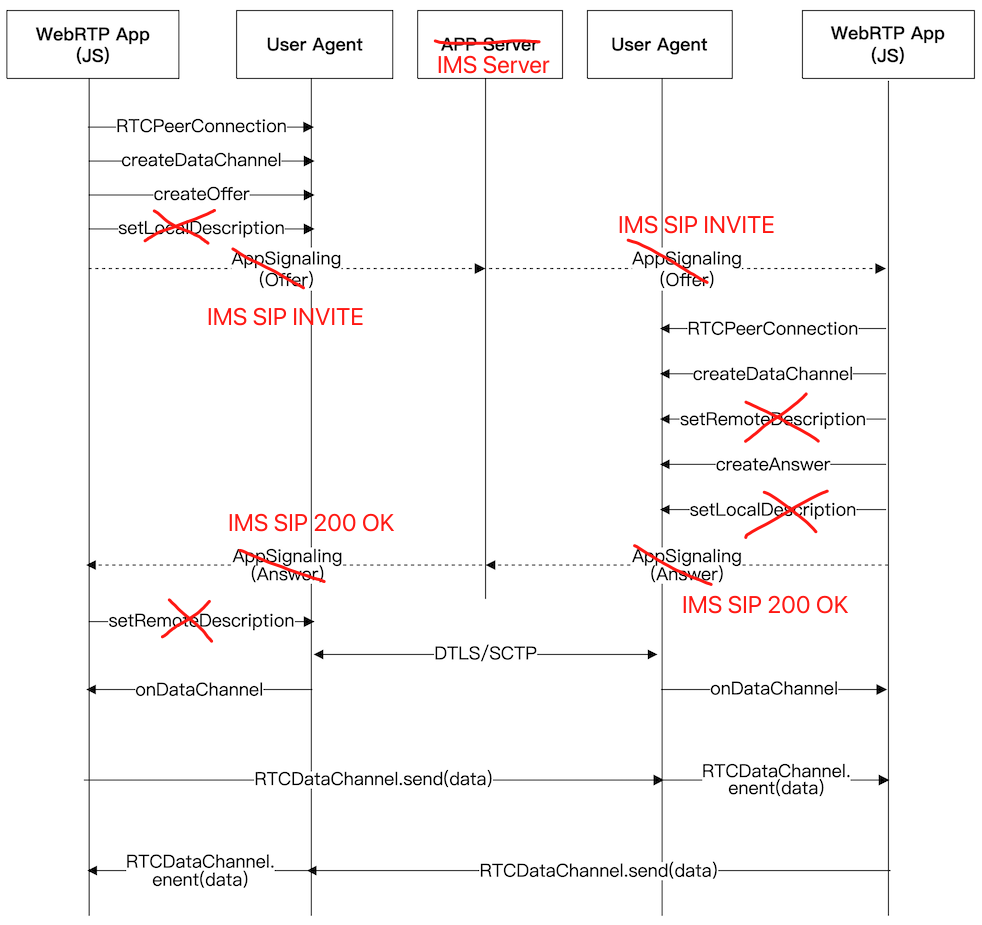 WebRTP App
(JS)
User Agent
APP Server
IMS Server
User Agent
WebRTP App
(JS)
RTCPeerConnection
createDataChannel
createOffer
setLocalDescription
IMS SIP INVITE
AppSignaling
(Offer)
AppSignaling
(Offer)
IMS SIP INVITE
RTCPeerConnection
createDataChannel
setRemoteDescription
createAnswer
setLocalDescription
IMS SIP 200 OK
AppSignaling
(Answer)
AppSignaling
(Answer)
IMS SIP 200 OK
setRemoteDescription
DTLS/SCTP
onDataChannel
onDataChannel
RTCDataChannel.send(data)
RTCDataChannel.
enent(data)
RTCDataChannel.
enent(data)
RTCDataChannel.send(data)